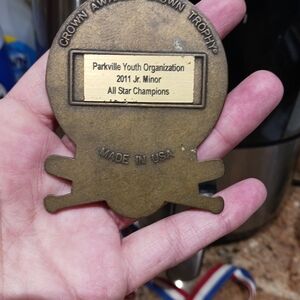 CROWN AWARDS CROWN TROPHY
Parkville Youth Organization
2011 Jr. Minor
All Star Champions
MADE IN USA